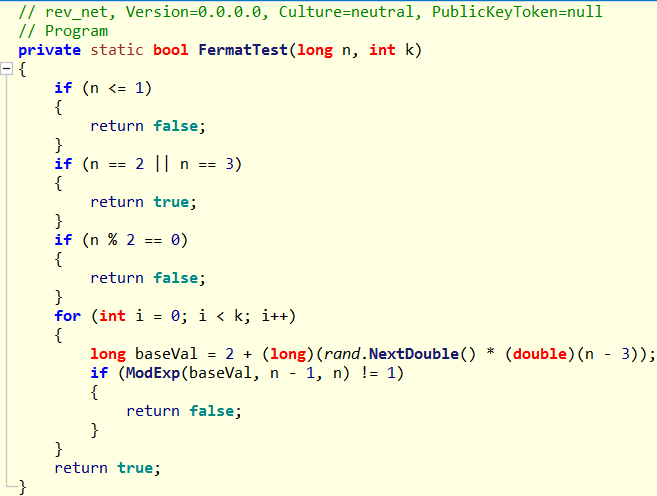 // rev_net, Version=0.0.0.0, Culture=neutral, PublicKeyToken=null
// Program
private static bool FermatTest(long n, int k)
{
    if (n <= 1)
    {
        return false;
    }
    if (n == 2 || n == 3)
    {
        return true;
    }
    if (n % 2 == 0)
    {
        return false;
    }
    for (int i = 0; i < k; i++)
    {
        long baseVal = 2 + (long)(rand.NextDouble() * (double)(n - 3));
        if (ModExp(baseVal, n - 1, n) != 1)
        {
            return false;
        }
    }
    return true;
}